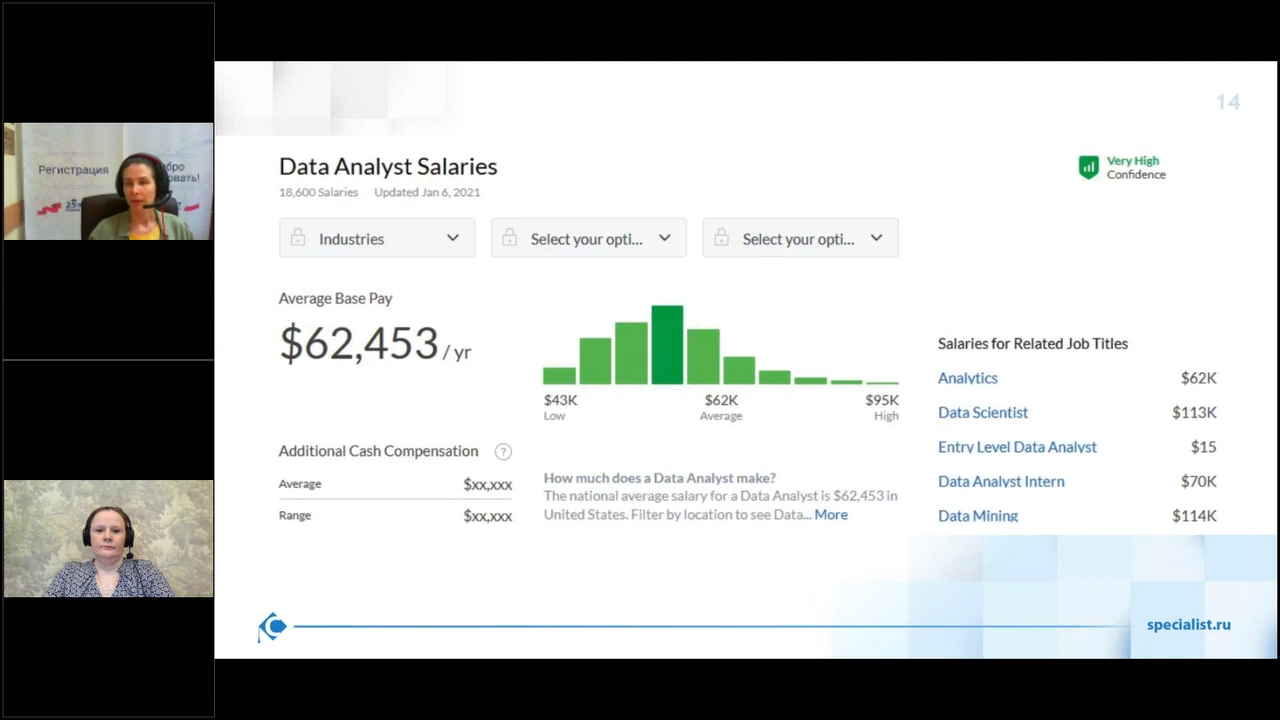 Регистрация
14
Data Analyst Salaries
18,600 Salaries Updated Jan 6, 2021
Very High
Confidence
Industries
Select your opti...
Select your opti...
Average Base Pay
$62,453 / yr
$43K
Low
$62K
Average
$95K
High
Additional Cash Compensation ?
Average $xx,xxx
Range $xx,xxx
How much does a Data Analyst make?
The national average salary for a Data Analyst is $62,453 in
United States. Filter by location to see Data... More
Salaries for Related Job Titles
Analytics $62K
Data Scientist $113K
Entry Level Data Analyst $15
Data Analyst Intern $70K
Data Mining $114K
specialist.ru